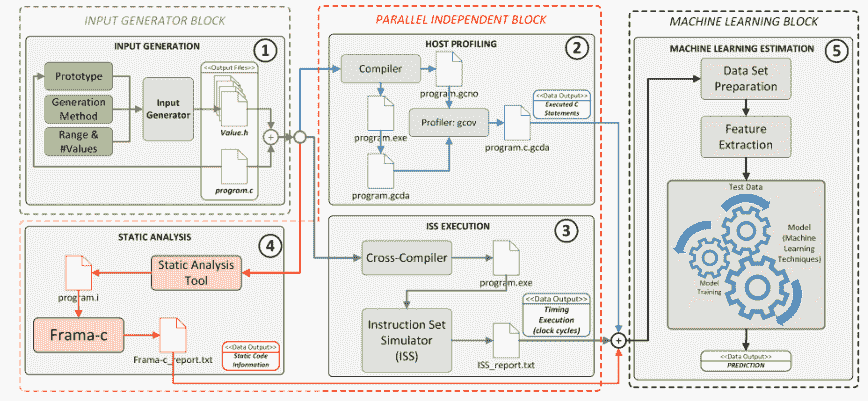 INPUT GENERATOR BLOCK
INPUT GENERATION
1
Prototype
Generation
Method
Range &
#Values
Input
Generator
<<Output Files>>
Value.h
program.c
+
PARALLEL INDEPENDENT BLOCK
HOST PROFILING
2
Compiler
program.gcno
program.exe
Profiler: gcov
program.gcda
<<Data Output>>
Executed C
Statements
program.c.gcda
ISS EXECUTION
3
Cross-Compiler
program.exe
Instruction Set
Simulator
(ISS)
<<Data Output>>
Timing
Execution
(clock cycles)
ISS_report.txt
+
STATIC ANALYSIS
4
Static Analysis
Tool
program.i
Frama-c
Frama-c_report.txt
<<Data Output>>
Static Code
Information
MACHINE LEARNING BLOCK
MACHINE LEARNING ESTIMATION
5
Data Set
Preparation
Feature
Extraction
Test Data
Model
(Machine
Learning
Techniques)
Model
Training
<<Data Output>>
PREDICTION